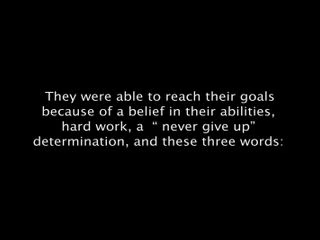 They were able to reach their goals
because of a belief in their abilities,
hard work, a  “ never give up”
determination, and these three words: